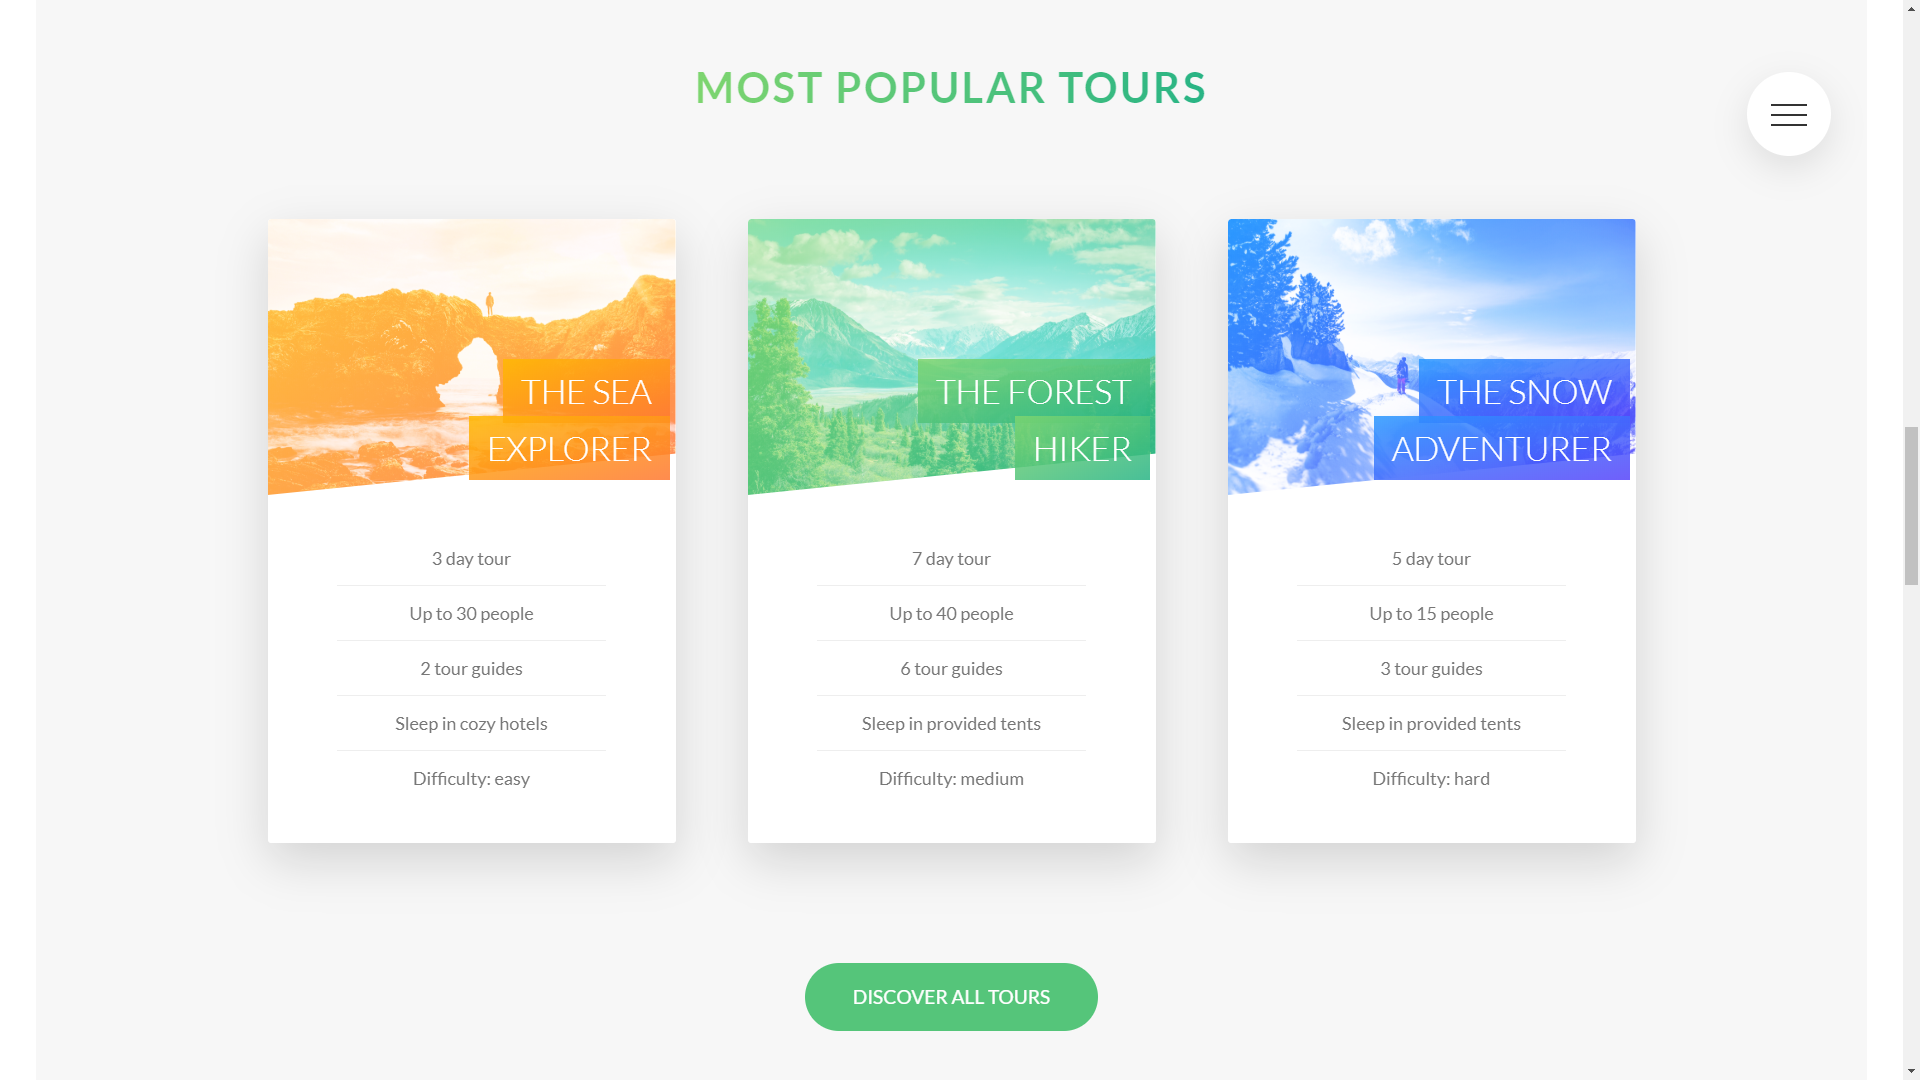 MOST POPULAR TOURS
THE SEA
EXPLORER
3 day tour
Up to 30 people
2 tour guides
Sleep in cozy hotels
Difficulty: easy
THE FOREST
HIKER
7 day tour
Up to 40 people
6 tour guides
Sleep in provided tents
Difficulty: medium
THE SNOW
ADVENTURER
5 day tour
Up to 15 people
3 tour guides
Sleep in provided tents
Difficulty: hard
DISCOVER ALL TOURS